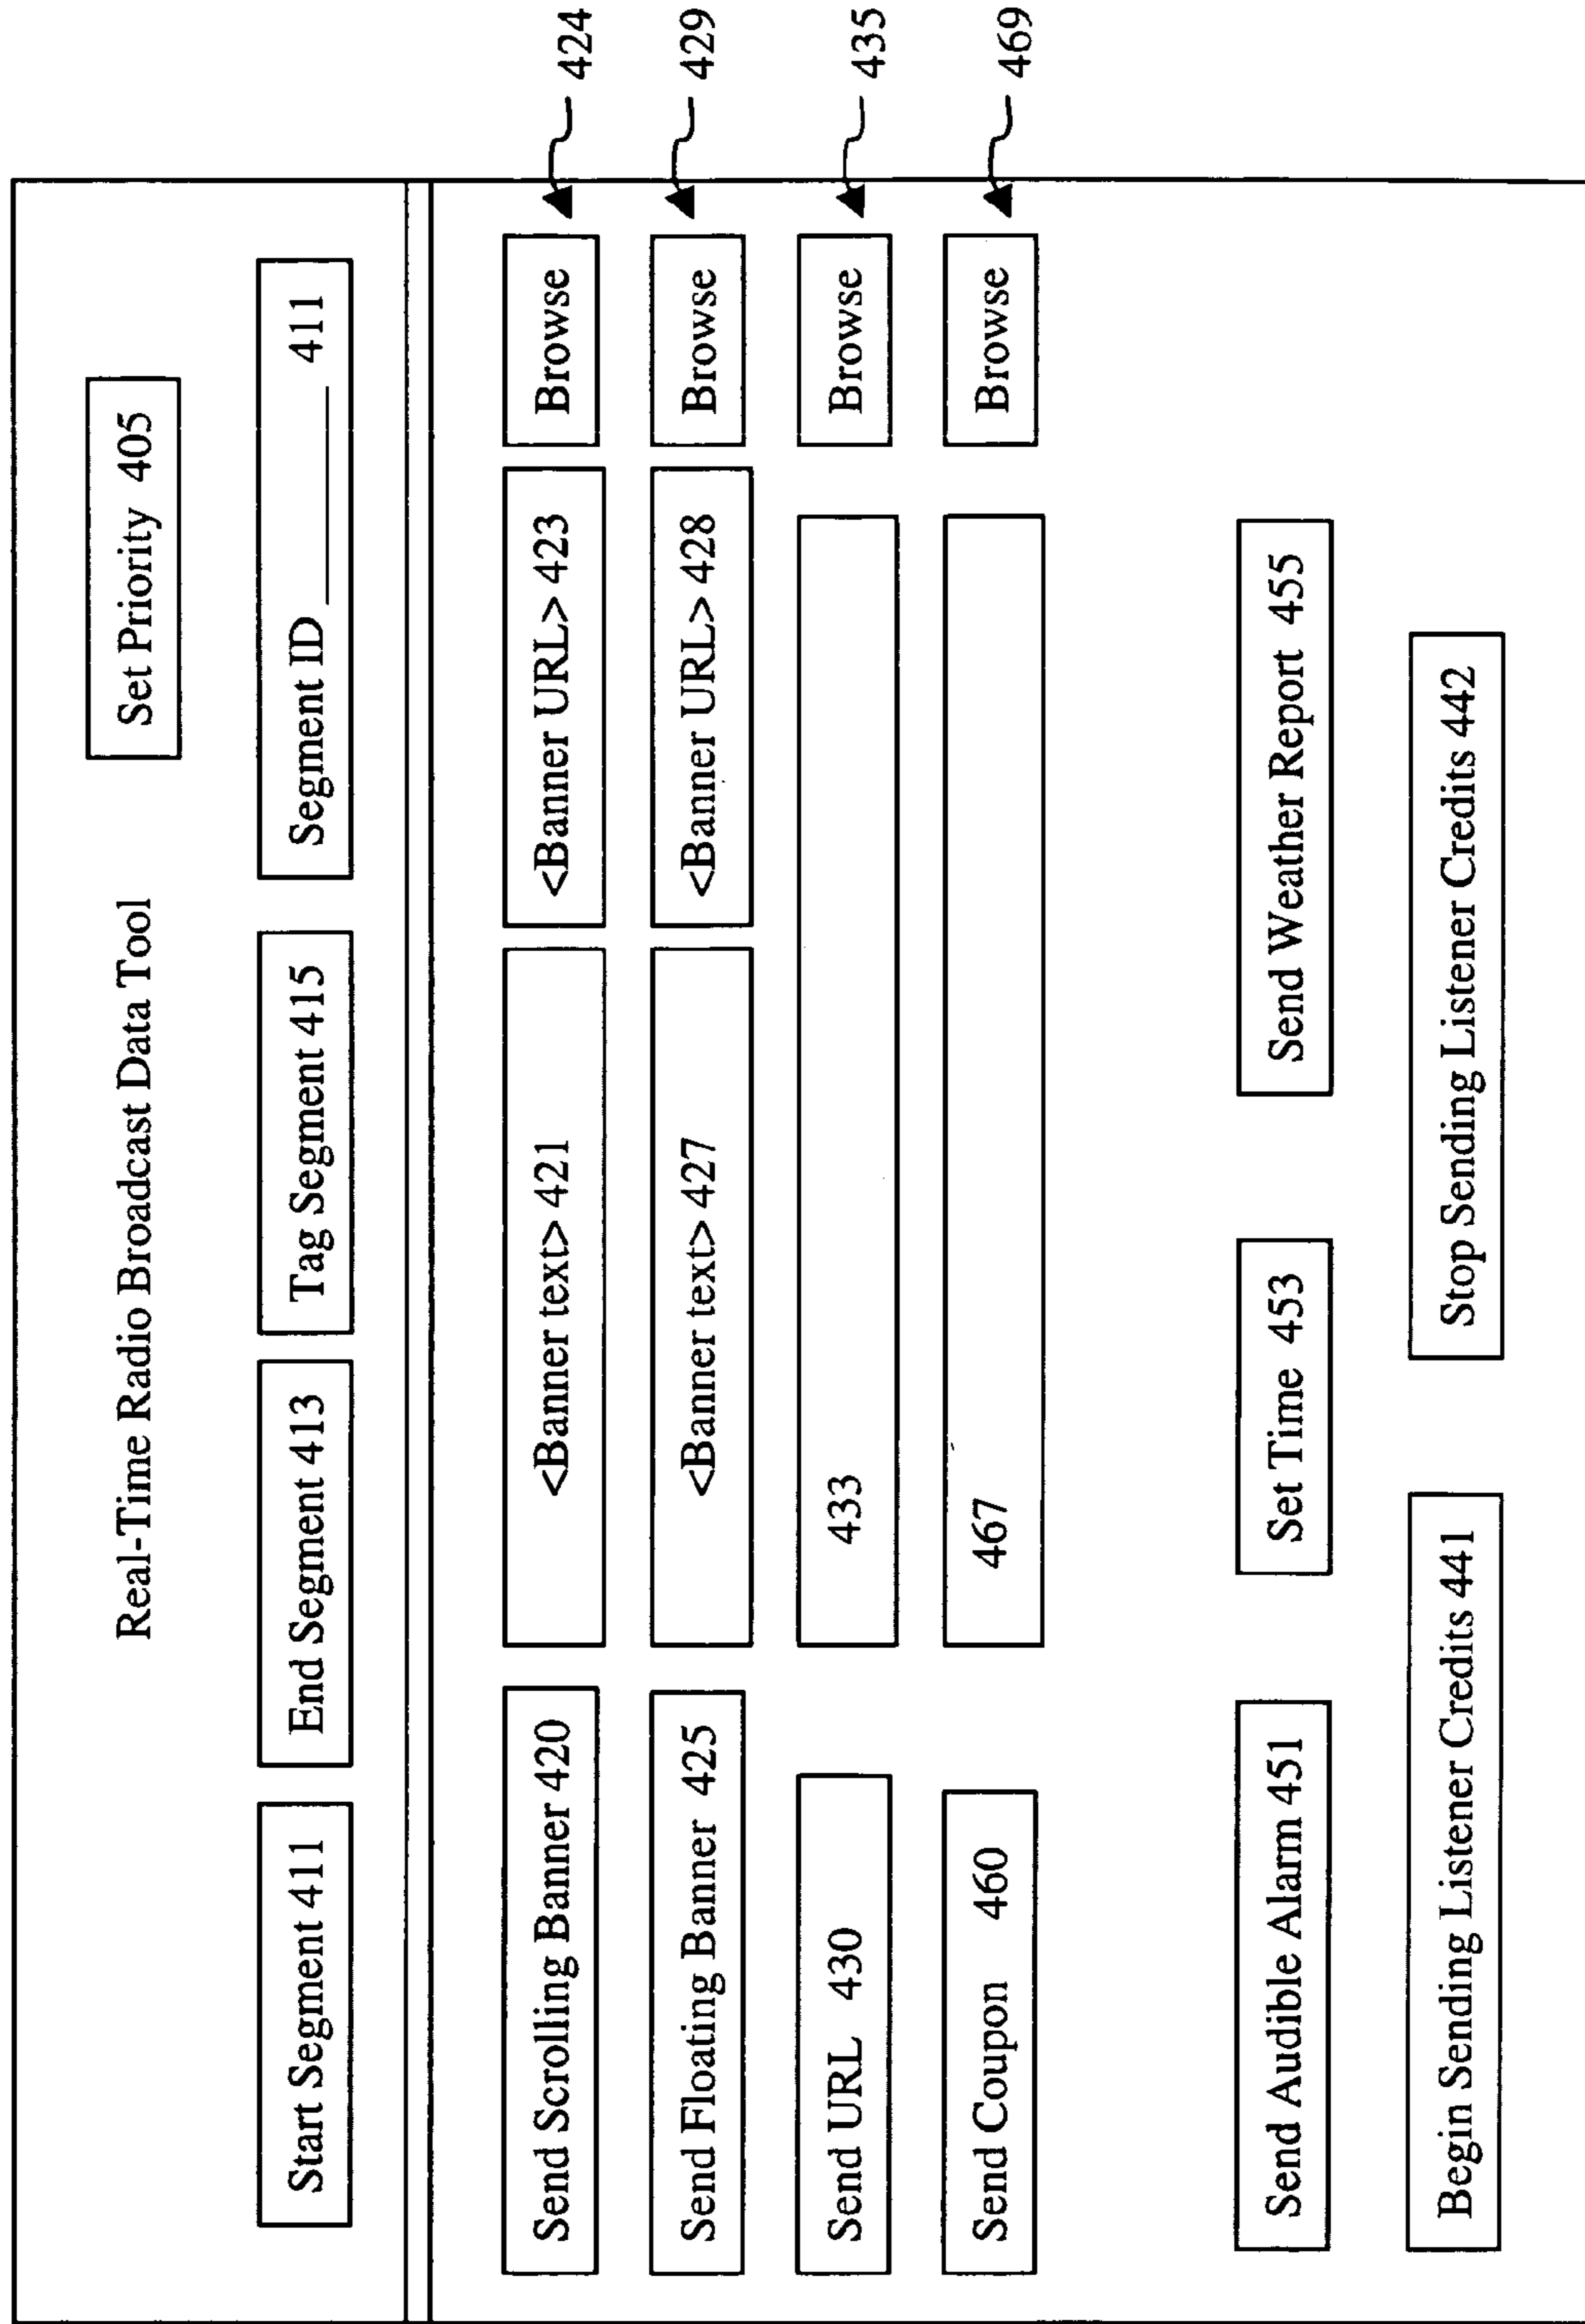 Real-Time Radio Broadcast Data Tool
Set Priority 405
Start Segment 411
End Segment 413
Tag Segment 415
Segment ID ________ 411
Send Scrolling Banner 420
<Banner text> 421
<Banner URL> 423
Browse
424
Send Floating Banner 425
<Banner text> 427
<Banner URL> 428
Browse
429
Send URL 430
433
Browse
435
Send Coupon 460
467
Browse
469
Send Audible Alarm 451
Set Time 453
Send Weather Report 455
Begin Sending Listener Credits 441
Stop Sending Listener Credits 442